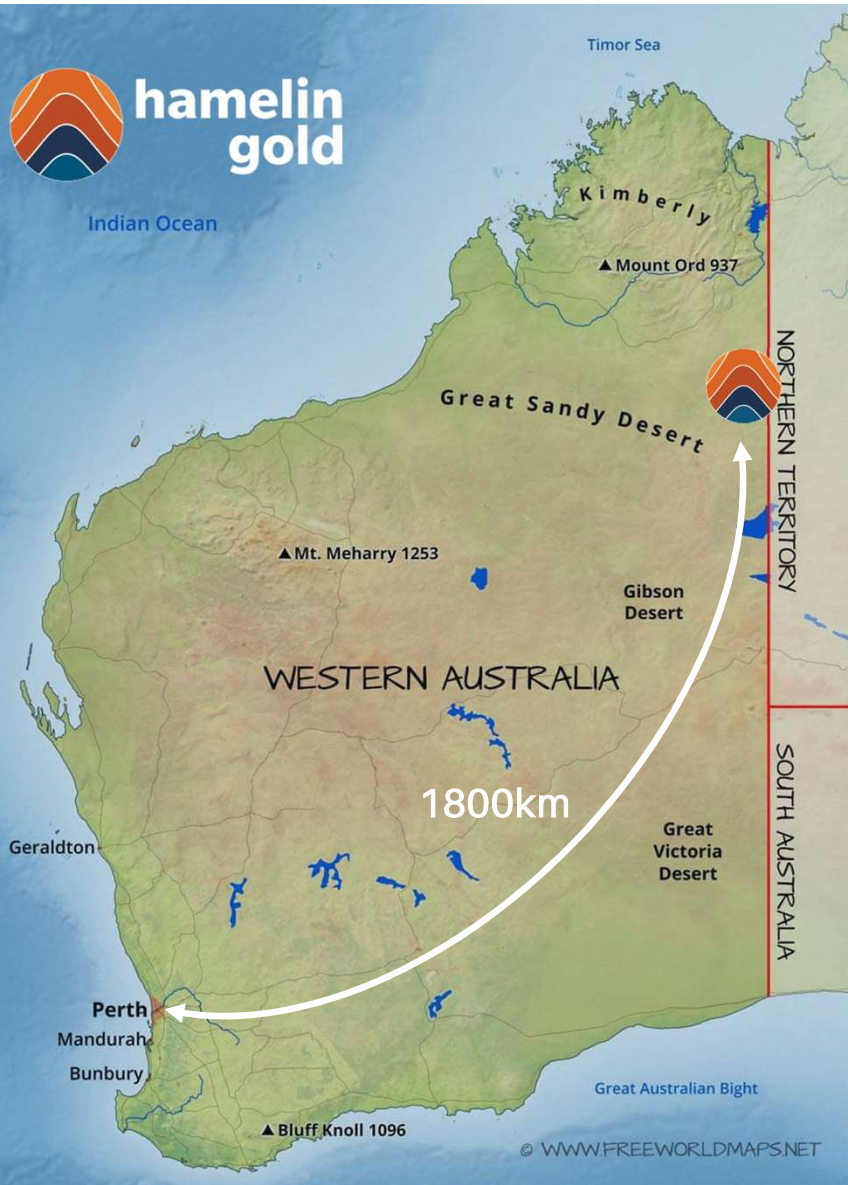 Timor Sea
hamelin
gold
Kimberly
Indian Ocean
Mount Ord 937
Great Sandy Desert
NORTHERN TERRITORY
Mt. Meharry 1253
Gibson
Desert
WESTERN AUSTRALIA
1800km
SOUTH AUSTRALIA
Great
Victoria
Desert
Geraldton
Perth
Mandurah
Bunbury
Great Australian Bight
Bluff Knoll 1096
© WWW.FREEWORLDMAPS.NET